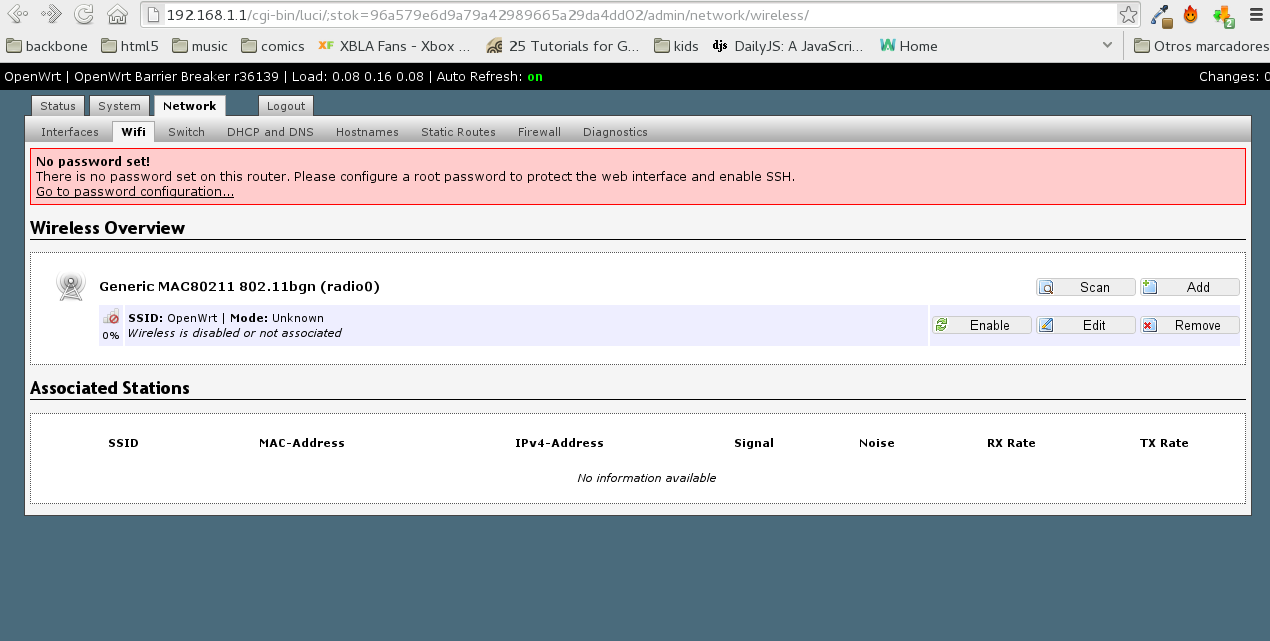 192.168.1.1/cgi-bin/luci/;stok=96a579e6d9a79a42989665a29da4dd02/admin/network/wireless/
backbone html5 music comics XF XBLA Fans - Xbox ... 25 Tutorials for G... kids djs DailyJS: A JavaScri... W Home Otros marcadores
OpenWrt | OpenWrt Barrier Breaker r36139 | Load: 0.08 0.16 0.08 | Auto Refresh: on Changes: 0
Status System Network Logout
Interfaces Wifi Switch DHCP and DNS Hostnames Static Routes Firewall Diagnostics
No password set!
There is no password set on this router. Please configure a root password to protect the web interface and enable SSH.
Go to password configuration...
Wireless Overview
Generic MAC80211 802.11bgn (radio0) Scan Add
SSID: OpenWrt | Mode: Unknown
0% Wireless is disabled or not associated Enable Edit Remove
Associated Stations
SSID MAC-Address IPv4-Address Signal Noise RX Rate TX Rate
No information available